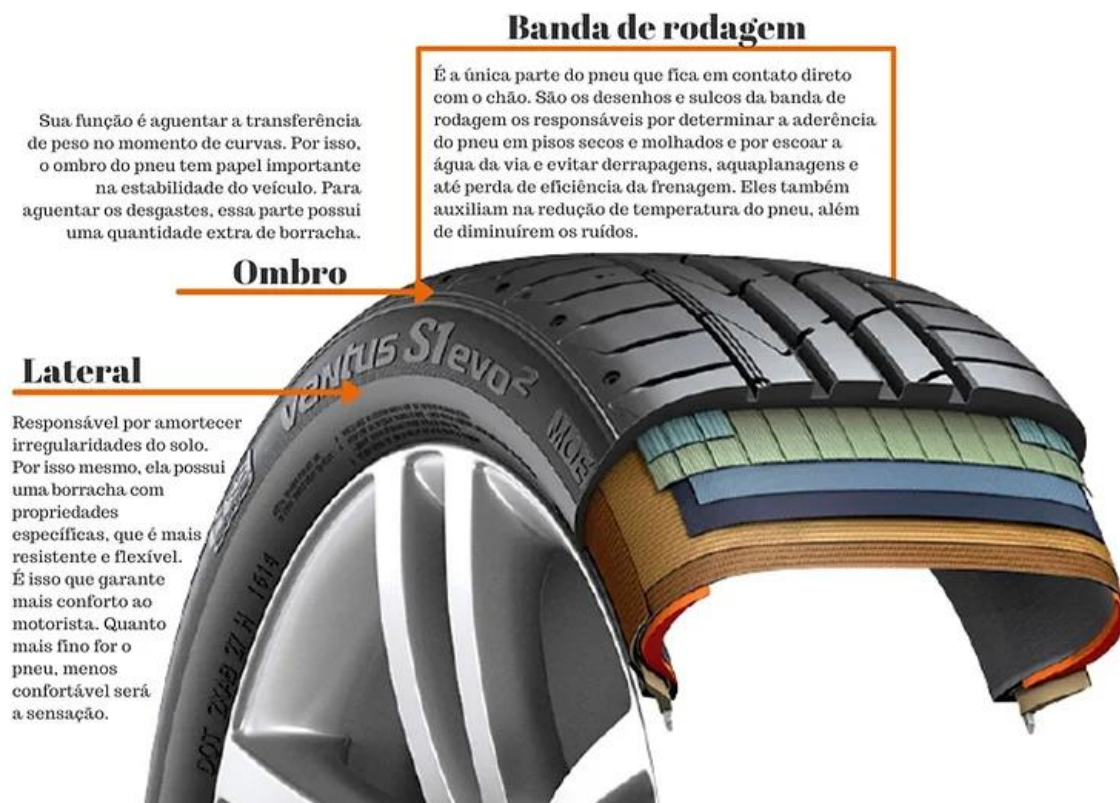 Banda de rodagem
É a única parte do pneu que fica em contato direto
com o chão. São os desenhos e sulcos da banda de
rodagem os responsáveis por determinar a aderência
do pneu em pisos secos e molhados e por escoar a
água da via e evitar derrapagens, aquaplanagens e
até perda de eficiência da frenagem. Eles também
auxiliam na redução de temperatura do pneu, além
de diminuírem os ruídos.
Sua função é aguentar a transferência
de peso no momento de curvas. Por isso,
o ombro do pneu tem papel importante
na estabilidade do veículo. Para
aguentar os desgastes, essa parte possui
uma quantidade extra de borracha.
Ombro
Lateral
Responsável por amortecer
irregularidades do solo.
Por isso mesmo, ela possui
uma borracha com
propriedades
específicas, que é mais
resistente e flexível.
É isso que garante
mais conforto ao
motorista. Quanto
mais fino for o
pneu, menos
confortável será
a sensação.
ventus S1 evo2
DOT 1614